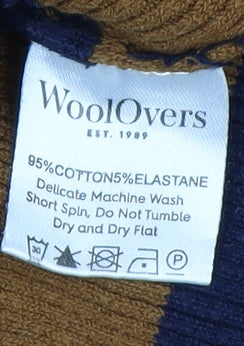 WoolOvers
EST. 1989
95%COTTON5%ELASTANE
Delicate Machine Wash
Short Spin, Do Not Tumble
Dry and Dry Flat
30
P